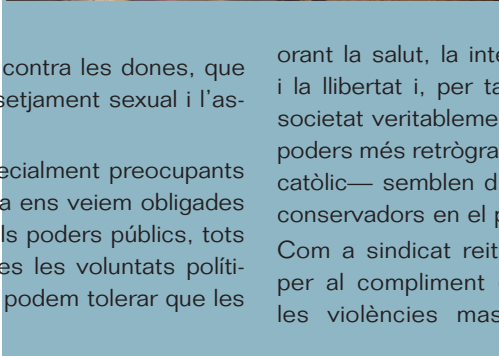 contra les dones, que
setjament sexual i l’as-
ecialment preocupants
a ens veiem obligades
ls poders públics, tots
es les voluntats políti-
podem tolerar que les
orant la salut, la inte
i la llibertat i, per ta
societat veritableme
poders més retrògra
catòlic— semblen d
conservadors en el p
Com a sindicat reit
per al compliment
les violències mas